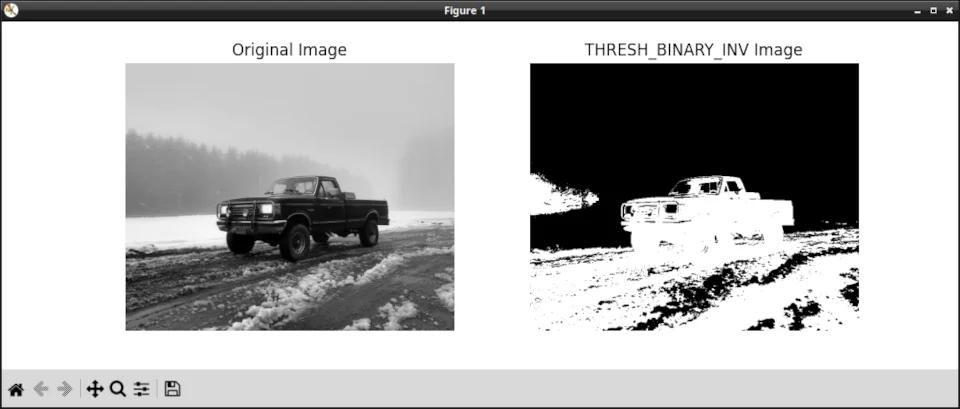 Figure 1
Original Image
THRESH_BINARY_INV Image